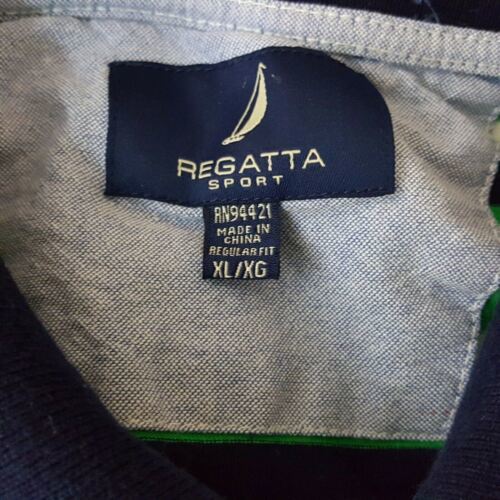 REGATTA
SPORT
RN94421
MADE IN
CHINA
REGULAR FIT
XL/XG